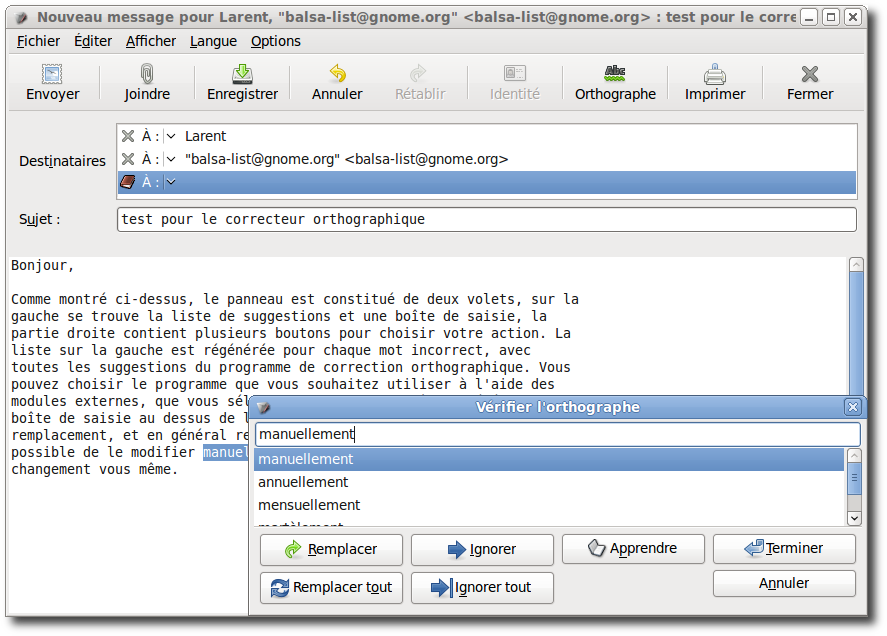 Nouveau message pour Larent, "balsa-list@gnome.org" <balsa-list@gnome.org> : test pour le corre
Fichier Éditer Afficher Langue Options
Envoyer Joindre Enregistrer Annuler Rétablir Identité Orthographe Imprimer Fermer
À : Larent
Destinataires À : "balsa-list@gnome.org" <balsa-list@gnome.org>
À :
Sujet : test pour le correcteur orthographique
Bonjour,
Comme montré ci-dessus, le panneau est constitué de deux volets, sur la
gauche se trouve la liste de suggestions et une boîte de saisie, la
partie droite contient plusieurs boutons pour choisir votre action. La
liste sur la gauche est régénérée pour chaque mot incorrect, avec
toutes les suggestions du programme de correction orthographique. Vous
pouvez choisir le programme que vous souhaitez utiliser à l'aide des
modules externes, que vous sél
boîte de saisie au dessus de l
remplacement, et en général re
possible de le modifier manuel
changement vous même.
Vérifier l'orthographe
manuellement
manuellement
annuellement
mensuellement
Remplacer Ignorer Apprendre Terminer
Remplacer tout Ignorer tout Annuler